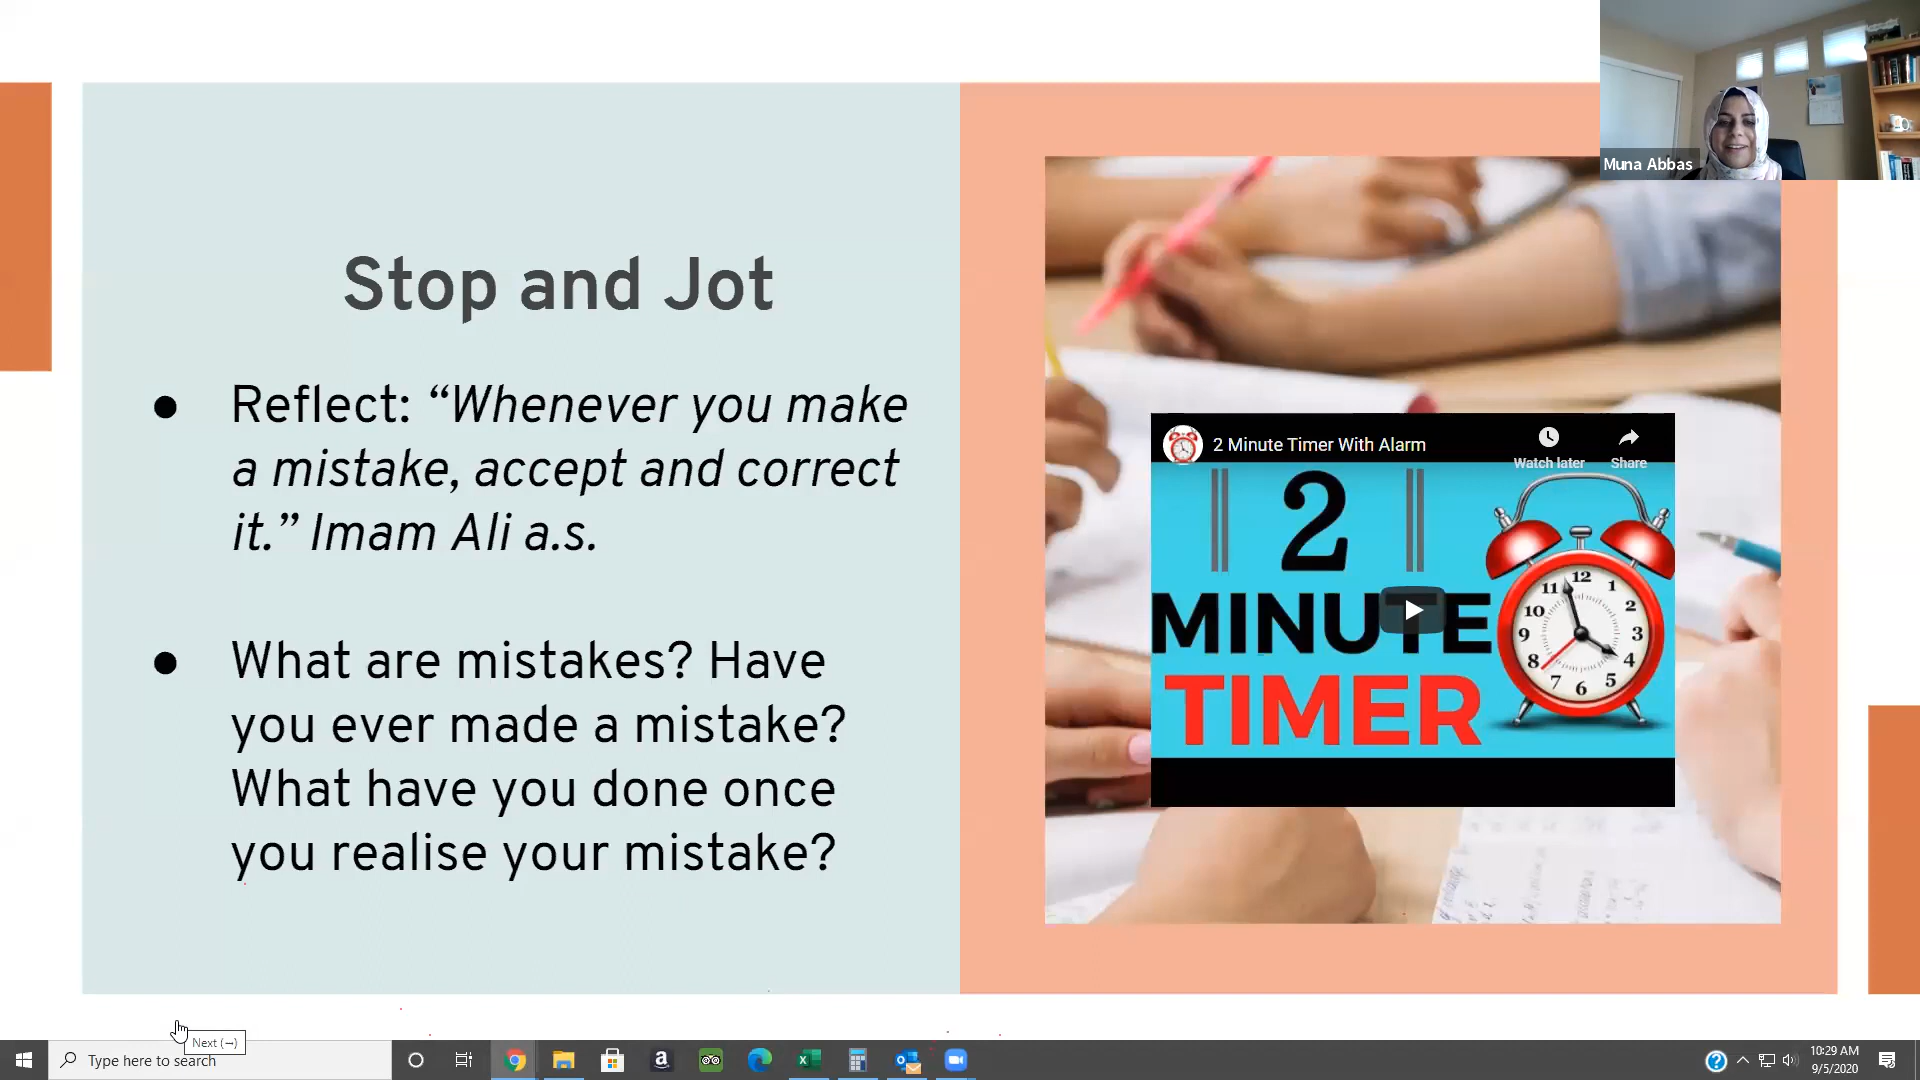 Muna Abbas
Stop and Jot
● Reflect: “Whenever you make
a mistake, accept and correct
it.” Imam Ali a.s.
● What are mistakes? Have
you ever made a mistake?
What have you done once
you realise your mistake?
2 Minute Timer With Alarm
Watch later
Share
2
MINUTE
TIMER
12
1
2
3
4
5
6
7
8
9
10
11
Next (→)
Type here to search
10:29 AM
9/5/2020